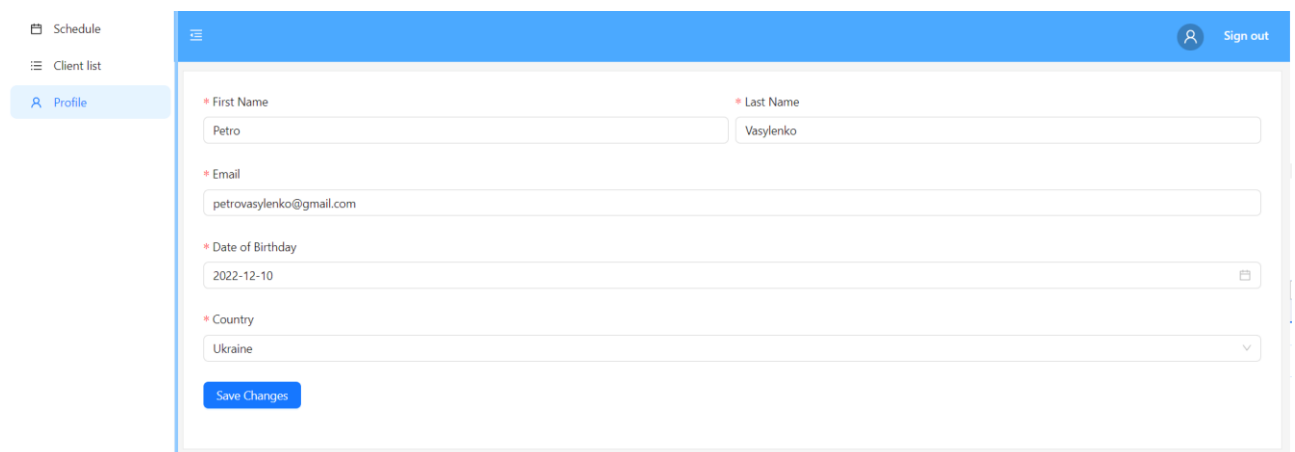 Schedule
Client list
Profile
Sign out
* First Name
* Last Name
Petro
Vasylenko
* Email
petrovasylenko@gmail.com
* Date of Birthday
2022-12-10
* Country
Ukraine
Save Changes